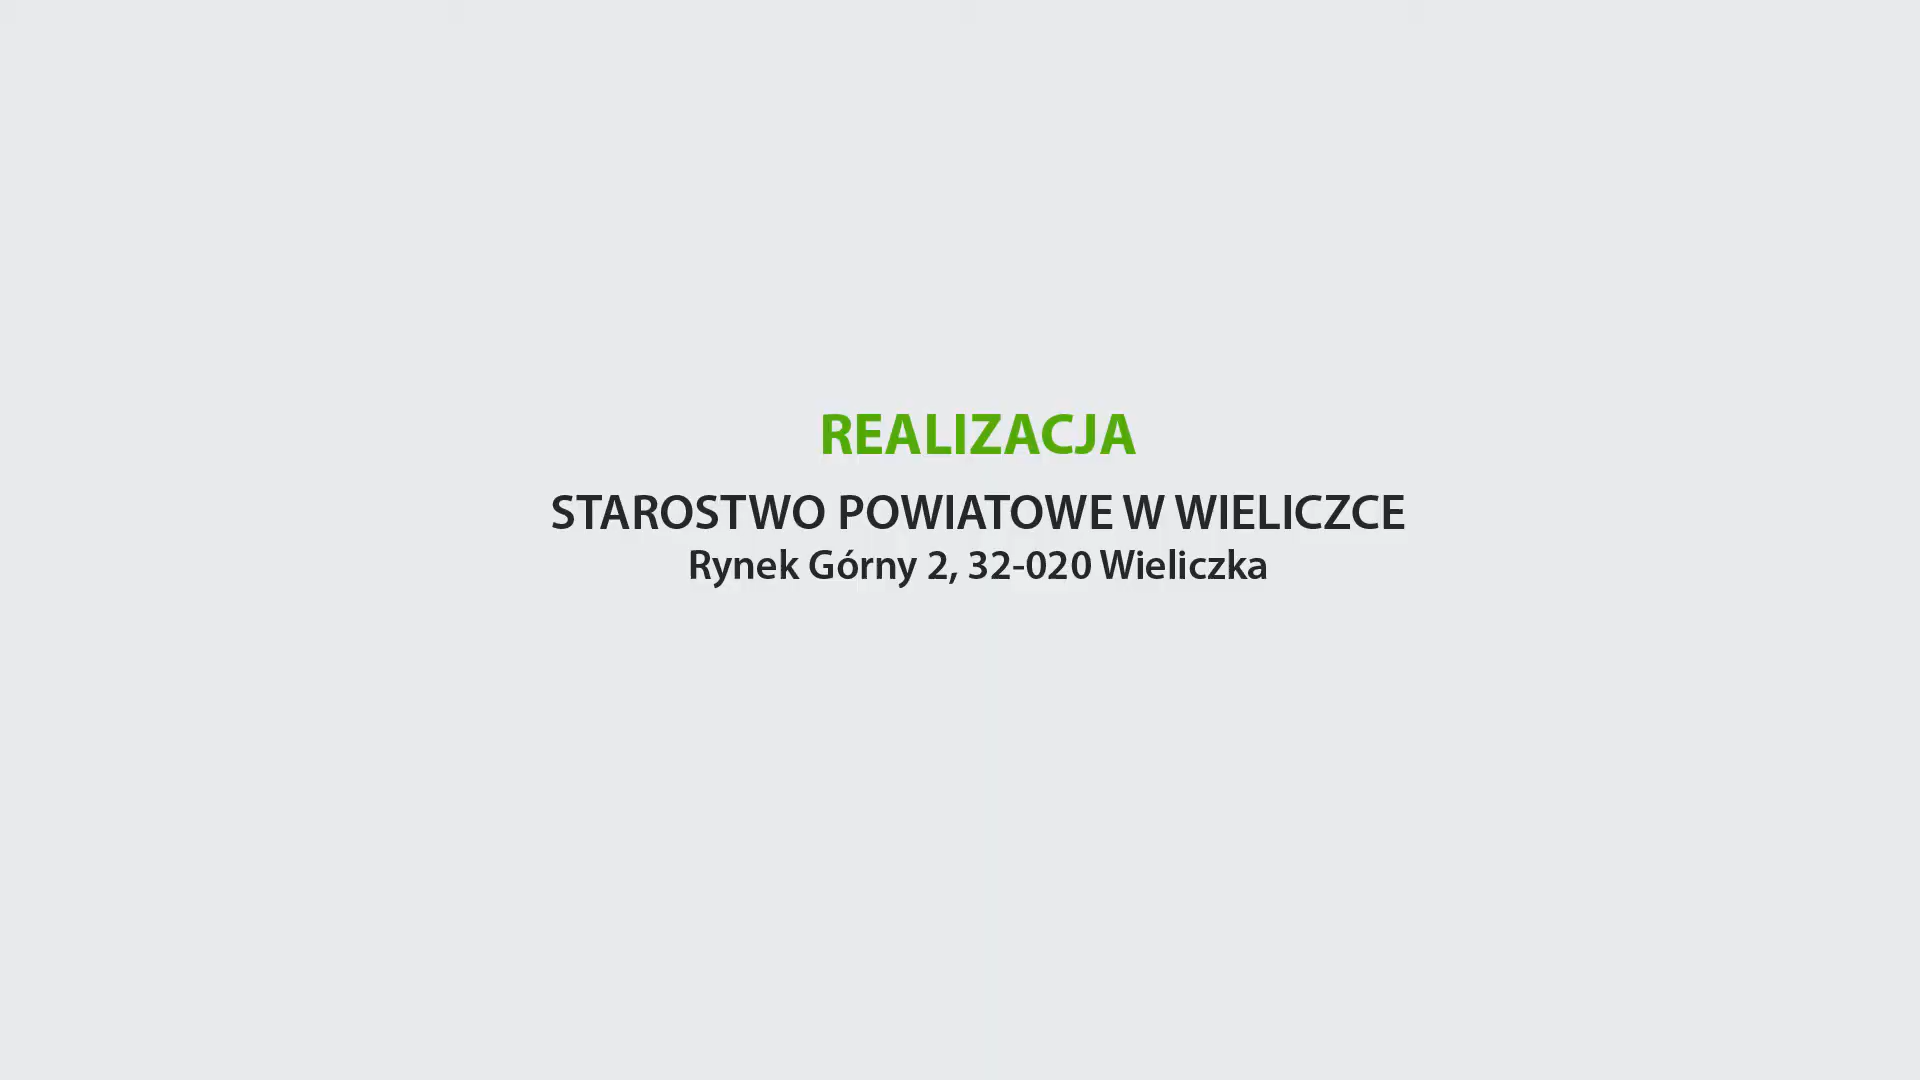 REALIZACJA
STAROSTWO POWIATOWE W WIELICZCE
Rynek Górny 2, 32-020 Wieliczka